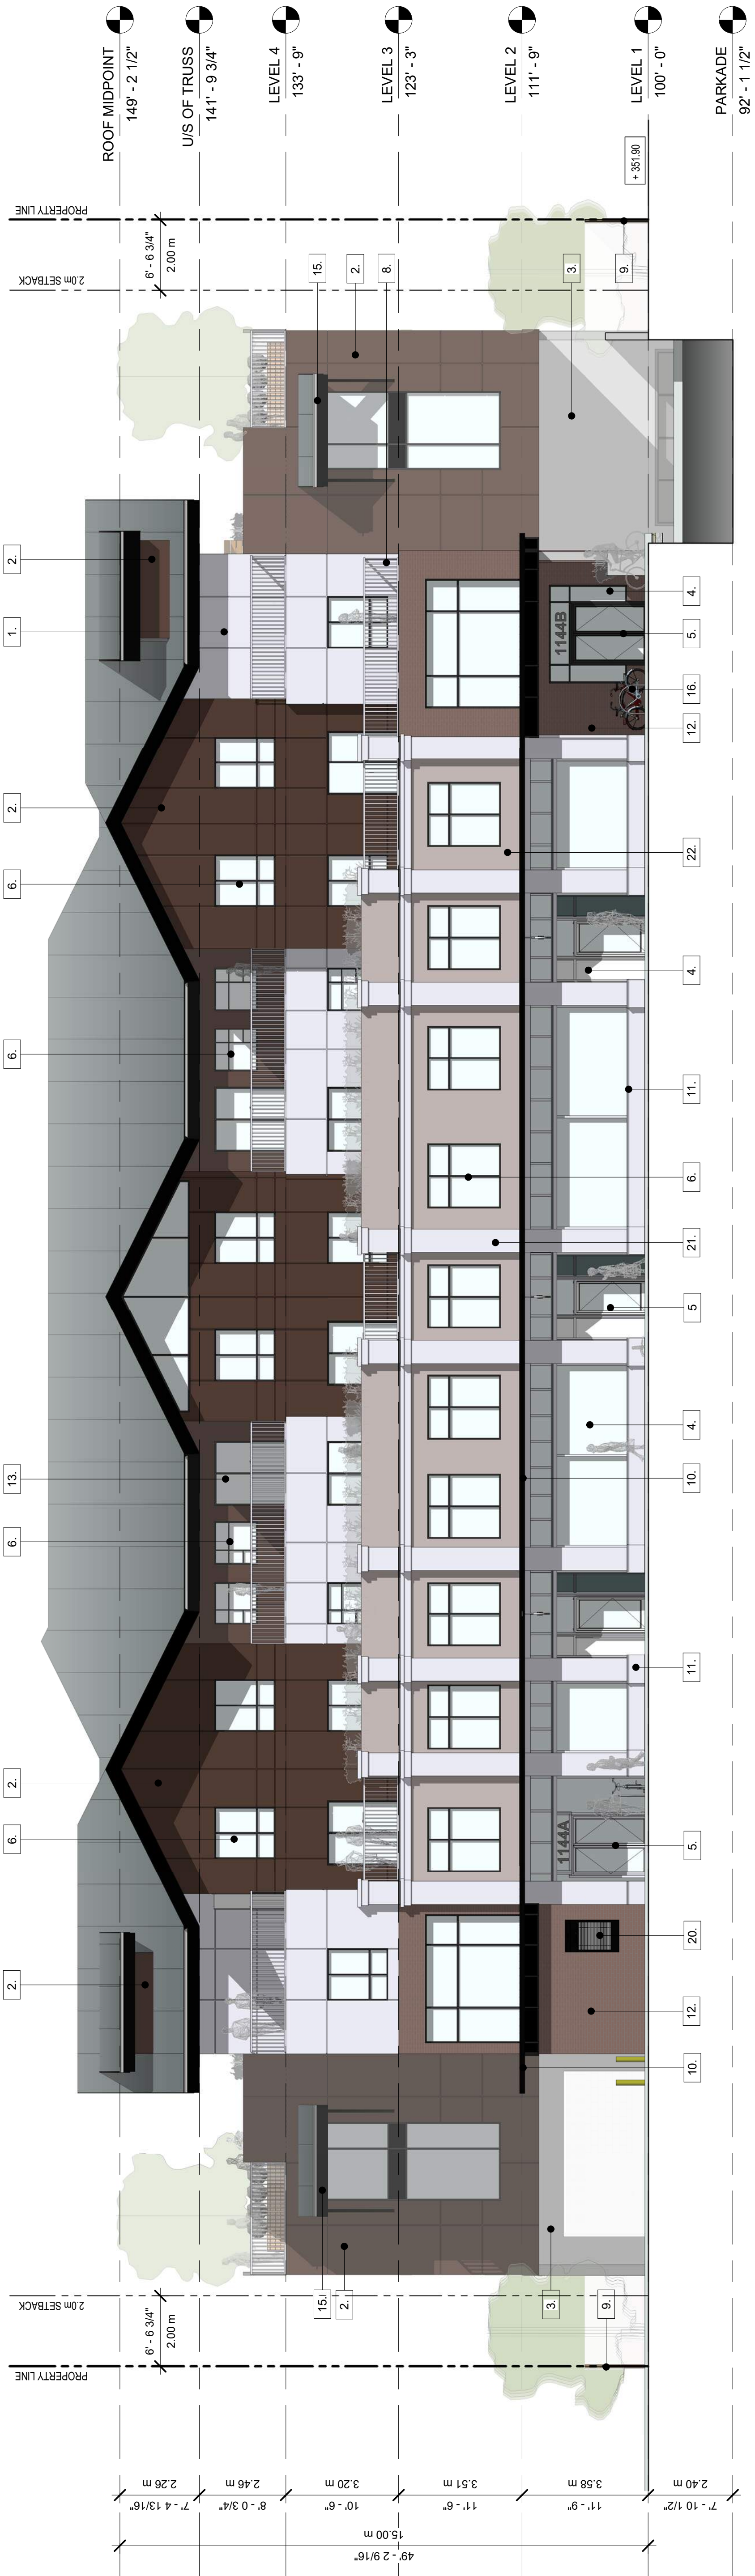 ROOF MIDPOINT
149' - 2 1/2"
U/S OF TRUSS
141' - 9 3/4"
LEVEL 4
133' - 9"
LEVEL 3
123' - 3"
LEVEL 2
111' - 9"
LEVEL 1
100' - 0"
PARKADE
92' - 1 1/2"
+ 351.90
PROPERTY LINE
2.0m SETBACK
6' - 6 3/4"
2.00 m
15.
2.
8.
3.
9.
2.
1.
2.
6.
6.
13.
6.
2.
6.
2.
4.
5.
16.
12.
22.
4.
11.
6.
21.
5
4.
10.
11.
5.
20.
12.
10.
1144B
1144A
15.
2.
3.
9.
2.0m SETBACK
PROPERTY LINE
6' - 6 3/4"
2.00 m
7' - 4 13/16"
2.26 m
8' - 0 3/4"
2.46 m
10' - 6"
3.20 m
11' - 6"
3.51 m
11' - 9"
3.58 m
7' - 10 1/2"
2.40 m
49' - 2 9/16"
15.00 m